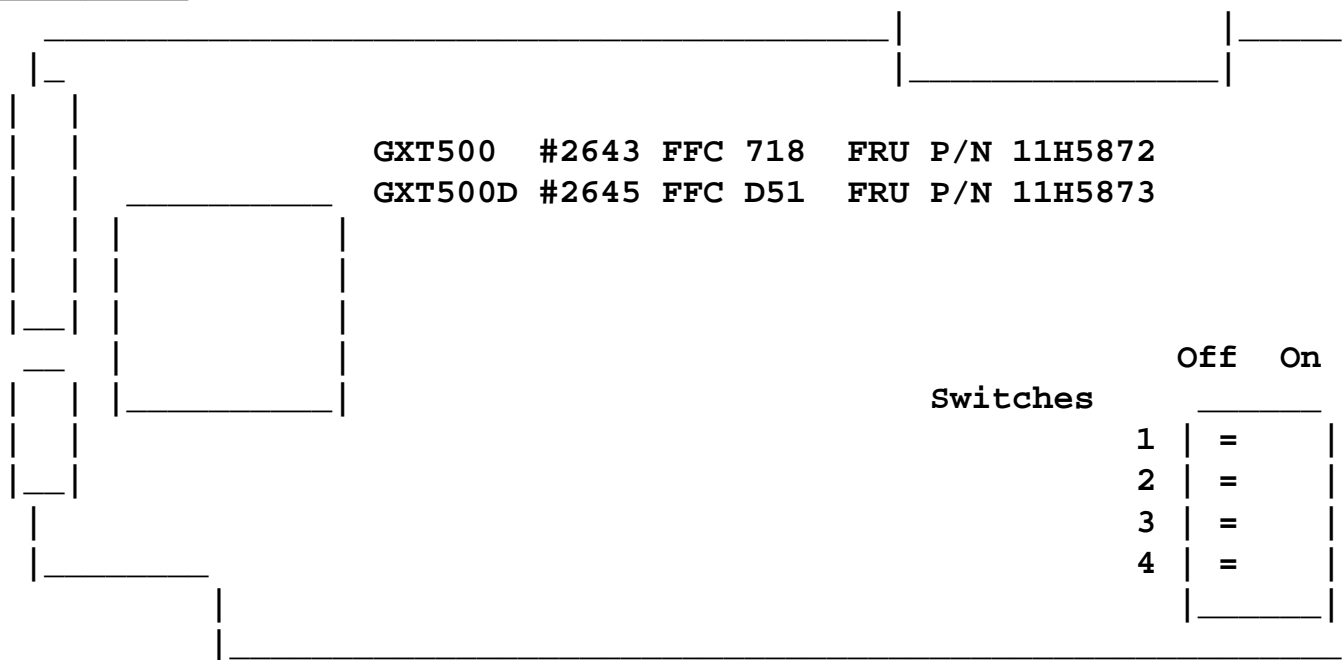 GXT500 #2643 FFC 718 FRU P/N 11H5872
GXT500D #2645 FFC D51 FRU P/N 11H5873
Off On
Switches
1 | = |
2 | = |
3 | = |
4 | = |